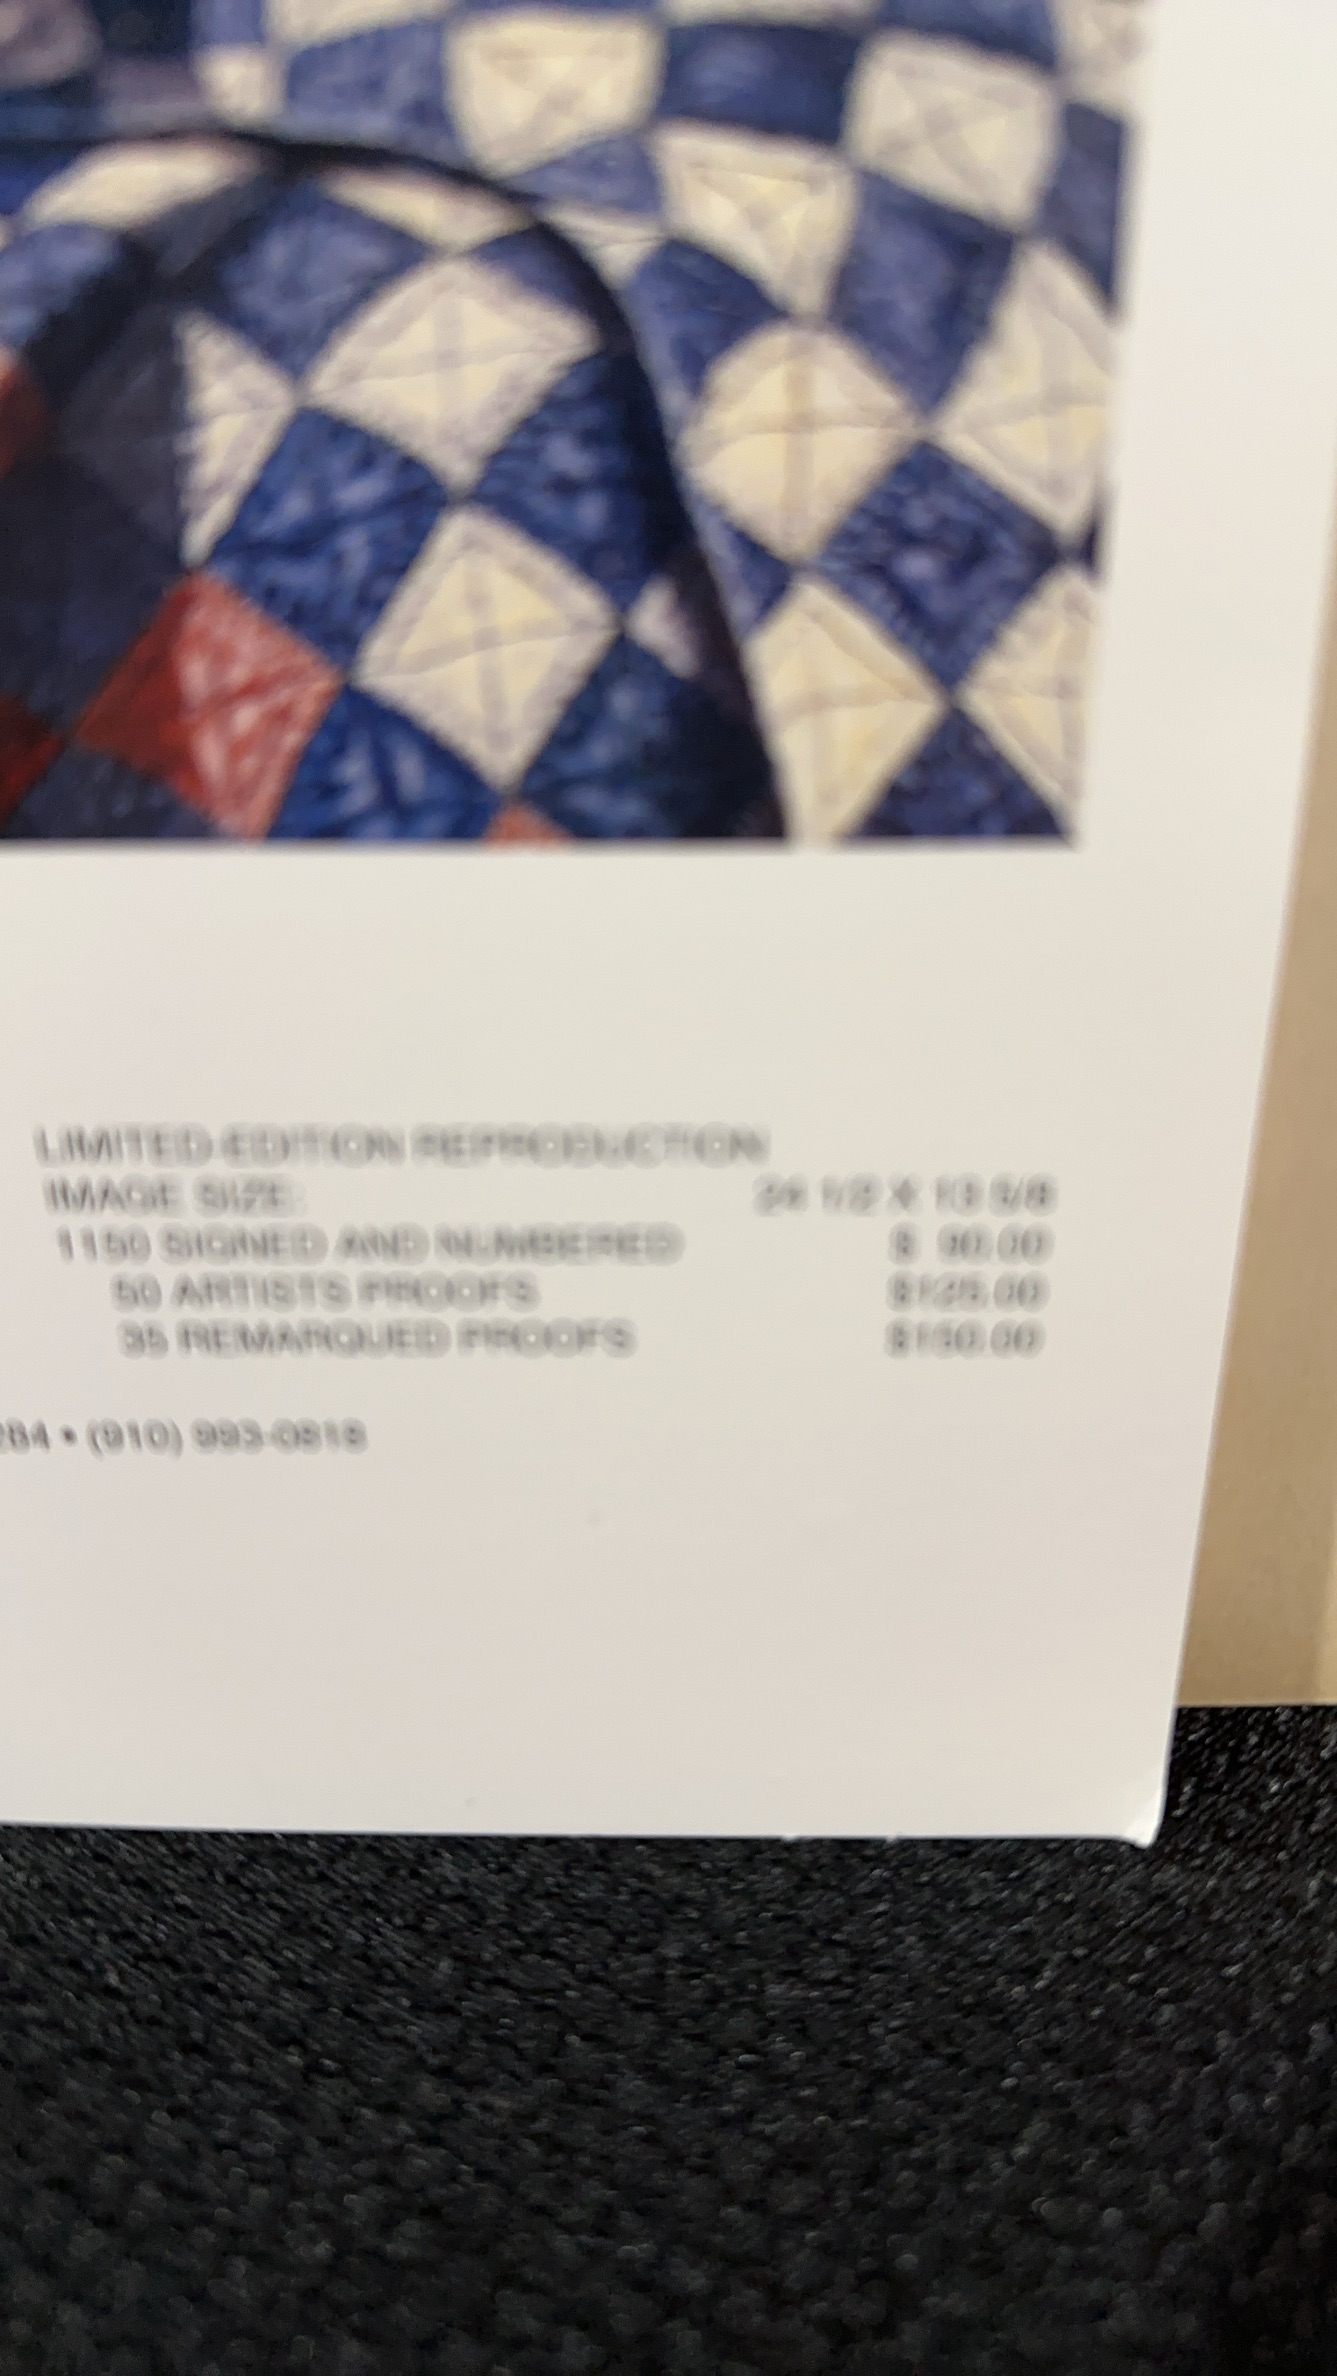 LIMITED-EDITION REPRODUCTION
IMAGE SIZE: 24 1/2 X 13 5/8
1150 SIGNED AND NUMBERED $ 90.00
50 ARTISTS PROOFS $125.00
35 REMARQUED PROOFS $150.00
284 • (910) 993-0818